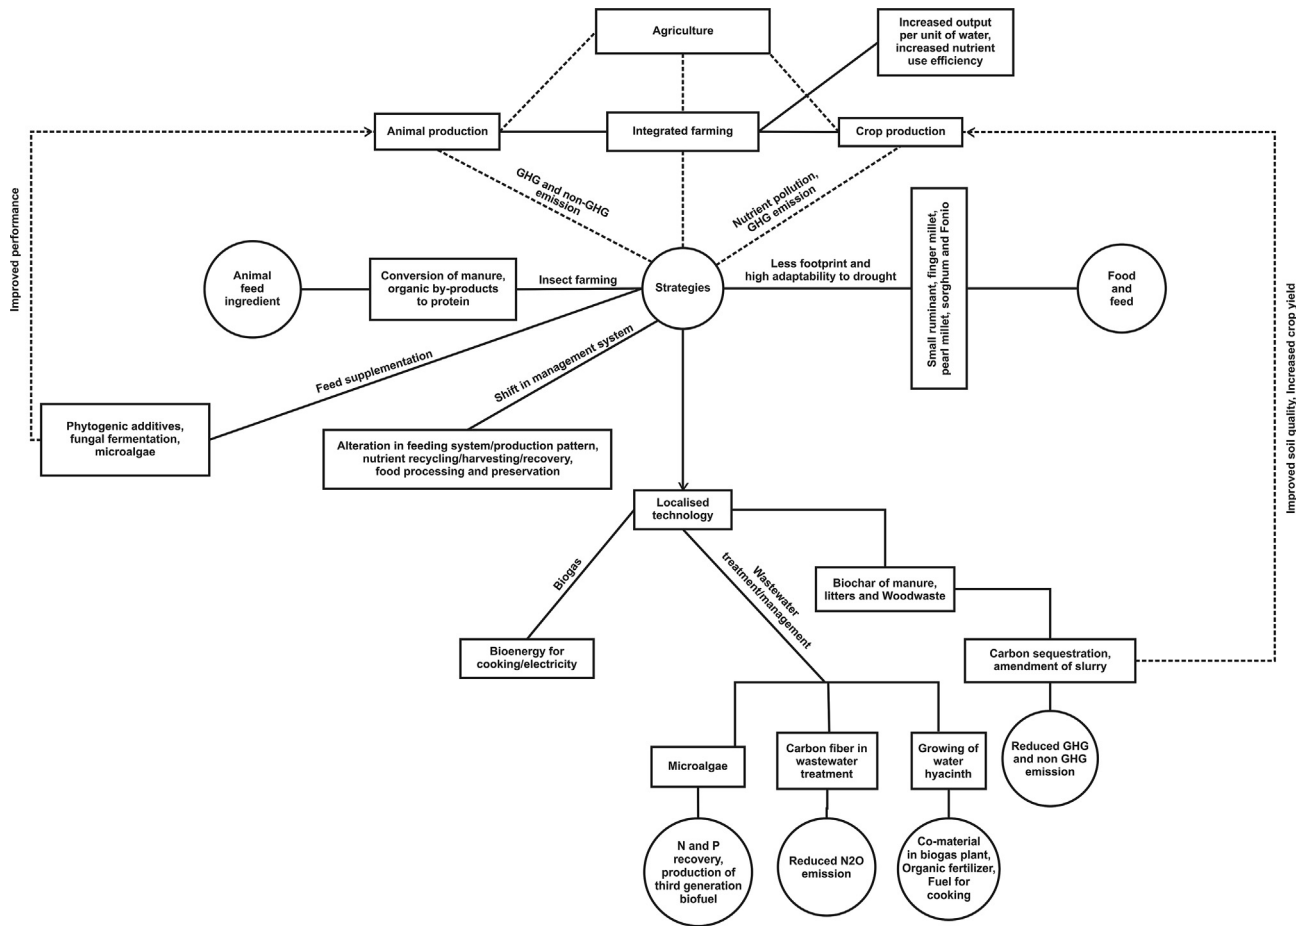 Agriculture
Increased output
per unit of water,
increased nutrient
use efficiency
Animal production
Integrated farming
Crop production
GHG and non-GHG
emission
Nutrient pollution,
GHG emission
Improved performance
Animal
feed
ingredient
Conversion of manure,
organic by-products
to protein
Insect farming
Strategies
Less footprint and
high adaptability to drought
Small ruminant, finger millet,
pearl millet, sorghum and Fonio
Food
and
feed
Improved soil quality, Increased crop yield
Feed supplementation
Shift in management system
Phytogenic additives,
fungal fermentation,
microalgae
Alteration in feeding system/production pattern,
nutrient recycling/harvesting/recovery,
food processing and preservation
Localised
technology
Biogas
Wastewater
treatment/management
Biochar of manure,
litters and Woodwaste
Bioenergy for
cooking/electricity
Carbon sequestration,
amendment of slurry
Microalgae
Carbon fiber in
wastewater
treatment
Growing of
water
hyacinth
Reduced GHG
and non GHG
emission
N and P
recovery,
production of
third generation
biofuel
Reduced N2O
emission
Co-material
in biogas plant,
Organic fertilizer,
Fuel for
cooking